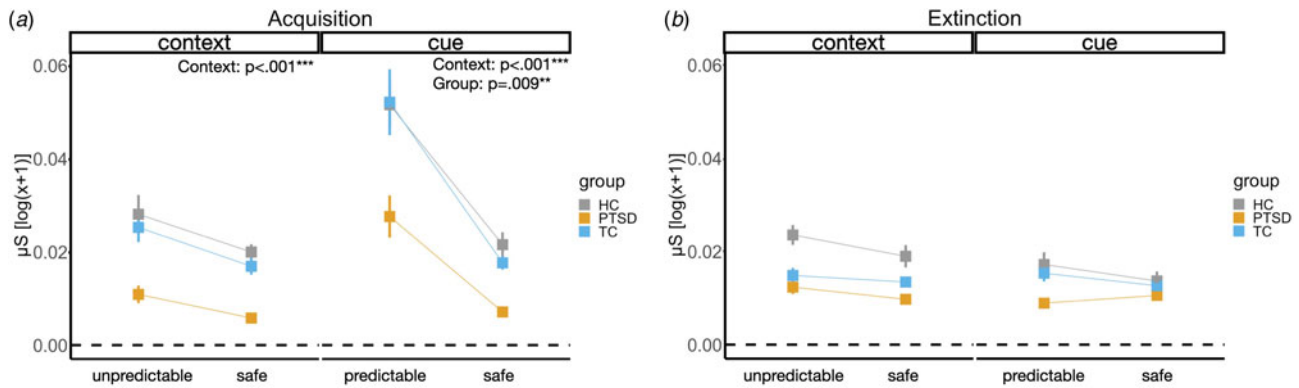 (a) Acquisition
context cue
Context: p<.001*** Context: p<.001***
Group: p=.009**
0.06
0.04
0.02
0.00
µS [log(x+1)]
unpredictable safe predictable safe
group
HC
PTSD
TC
(b) Extinction
context cue
0.06
0.04
0.02
0.00
µS [log(x+1)]
unpredictable safe predictable safe
group
HC
PTSD
TC